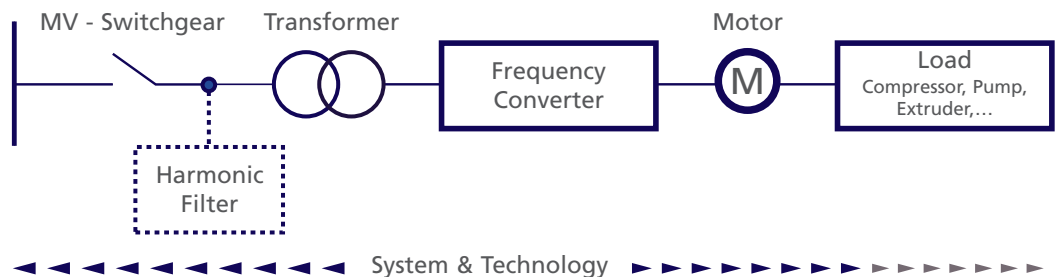 MV - Switchgear
Transformer
Motor
Frequency
Converter
M
Load
Compressor, Pump,
Extruder,...
Harmonic
Filter
System & Technology